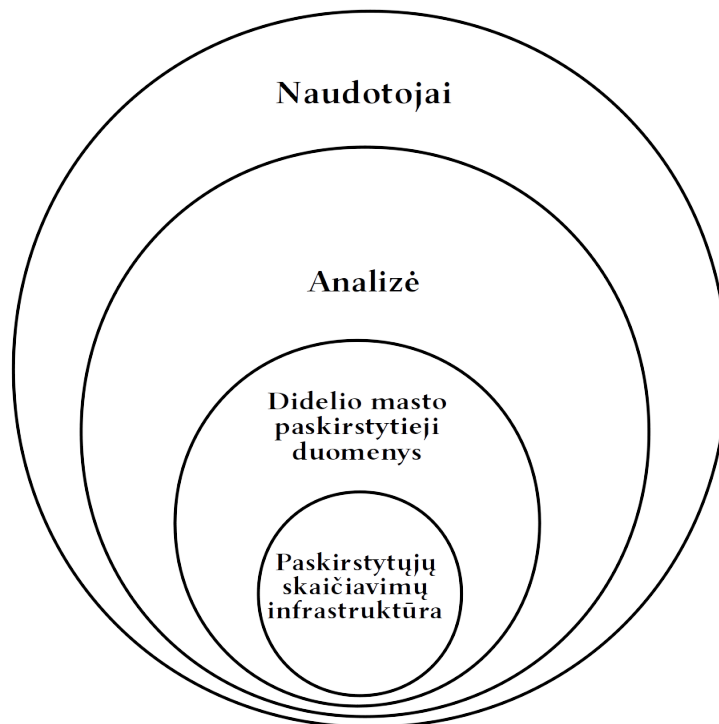 Naudotojai
Analizė
Didelio masto
paskirstytieji
duomenys
Paskirstytųjų
skaičiavimų
infrastruktūra